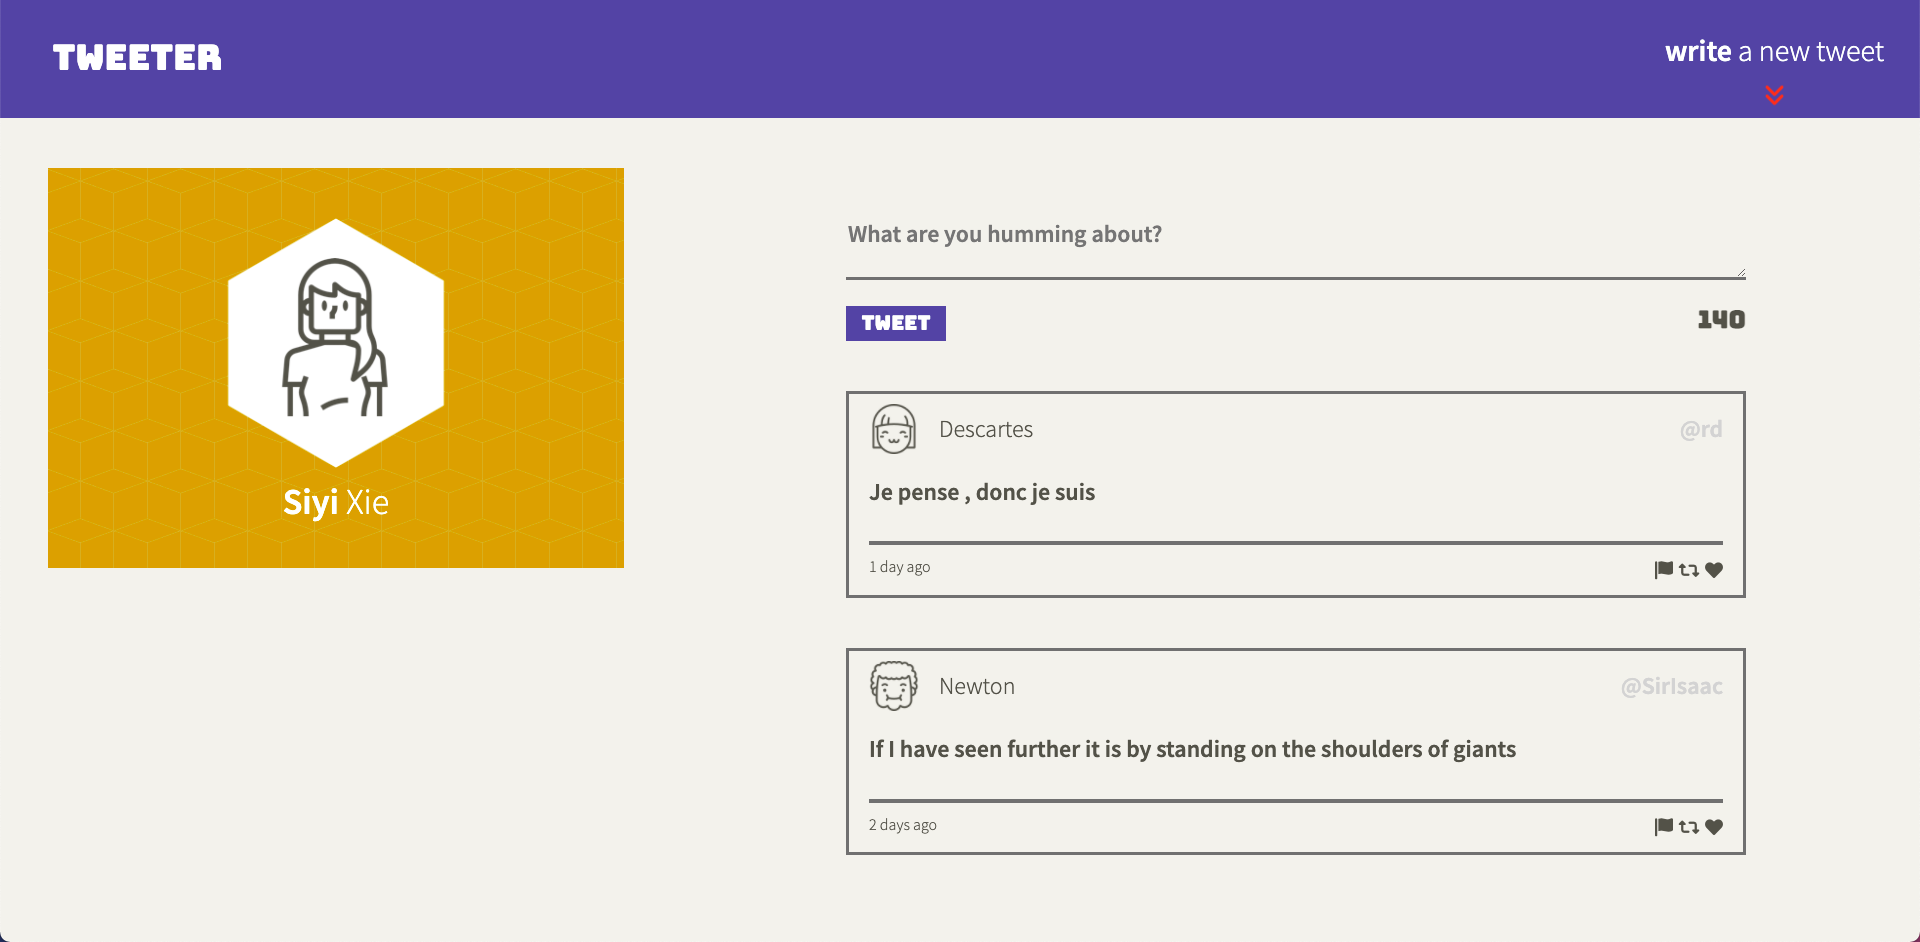 TWEETER
write a new tweet
Siyi Xie
What are you humming about?
TWEET
140
Descartes
@rd
Je pense , donc je suis
1 day ago
Newton
@SirIsaac
If I have seen further it is by standing on the shoulders of giants
2 days ago